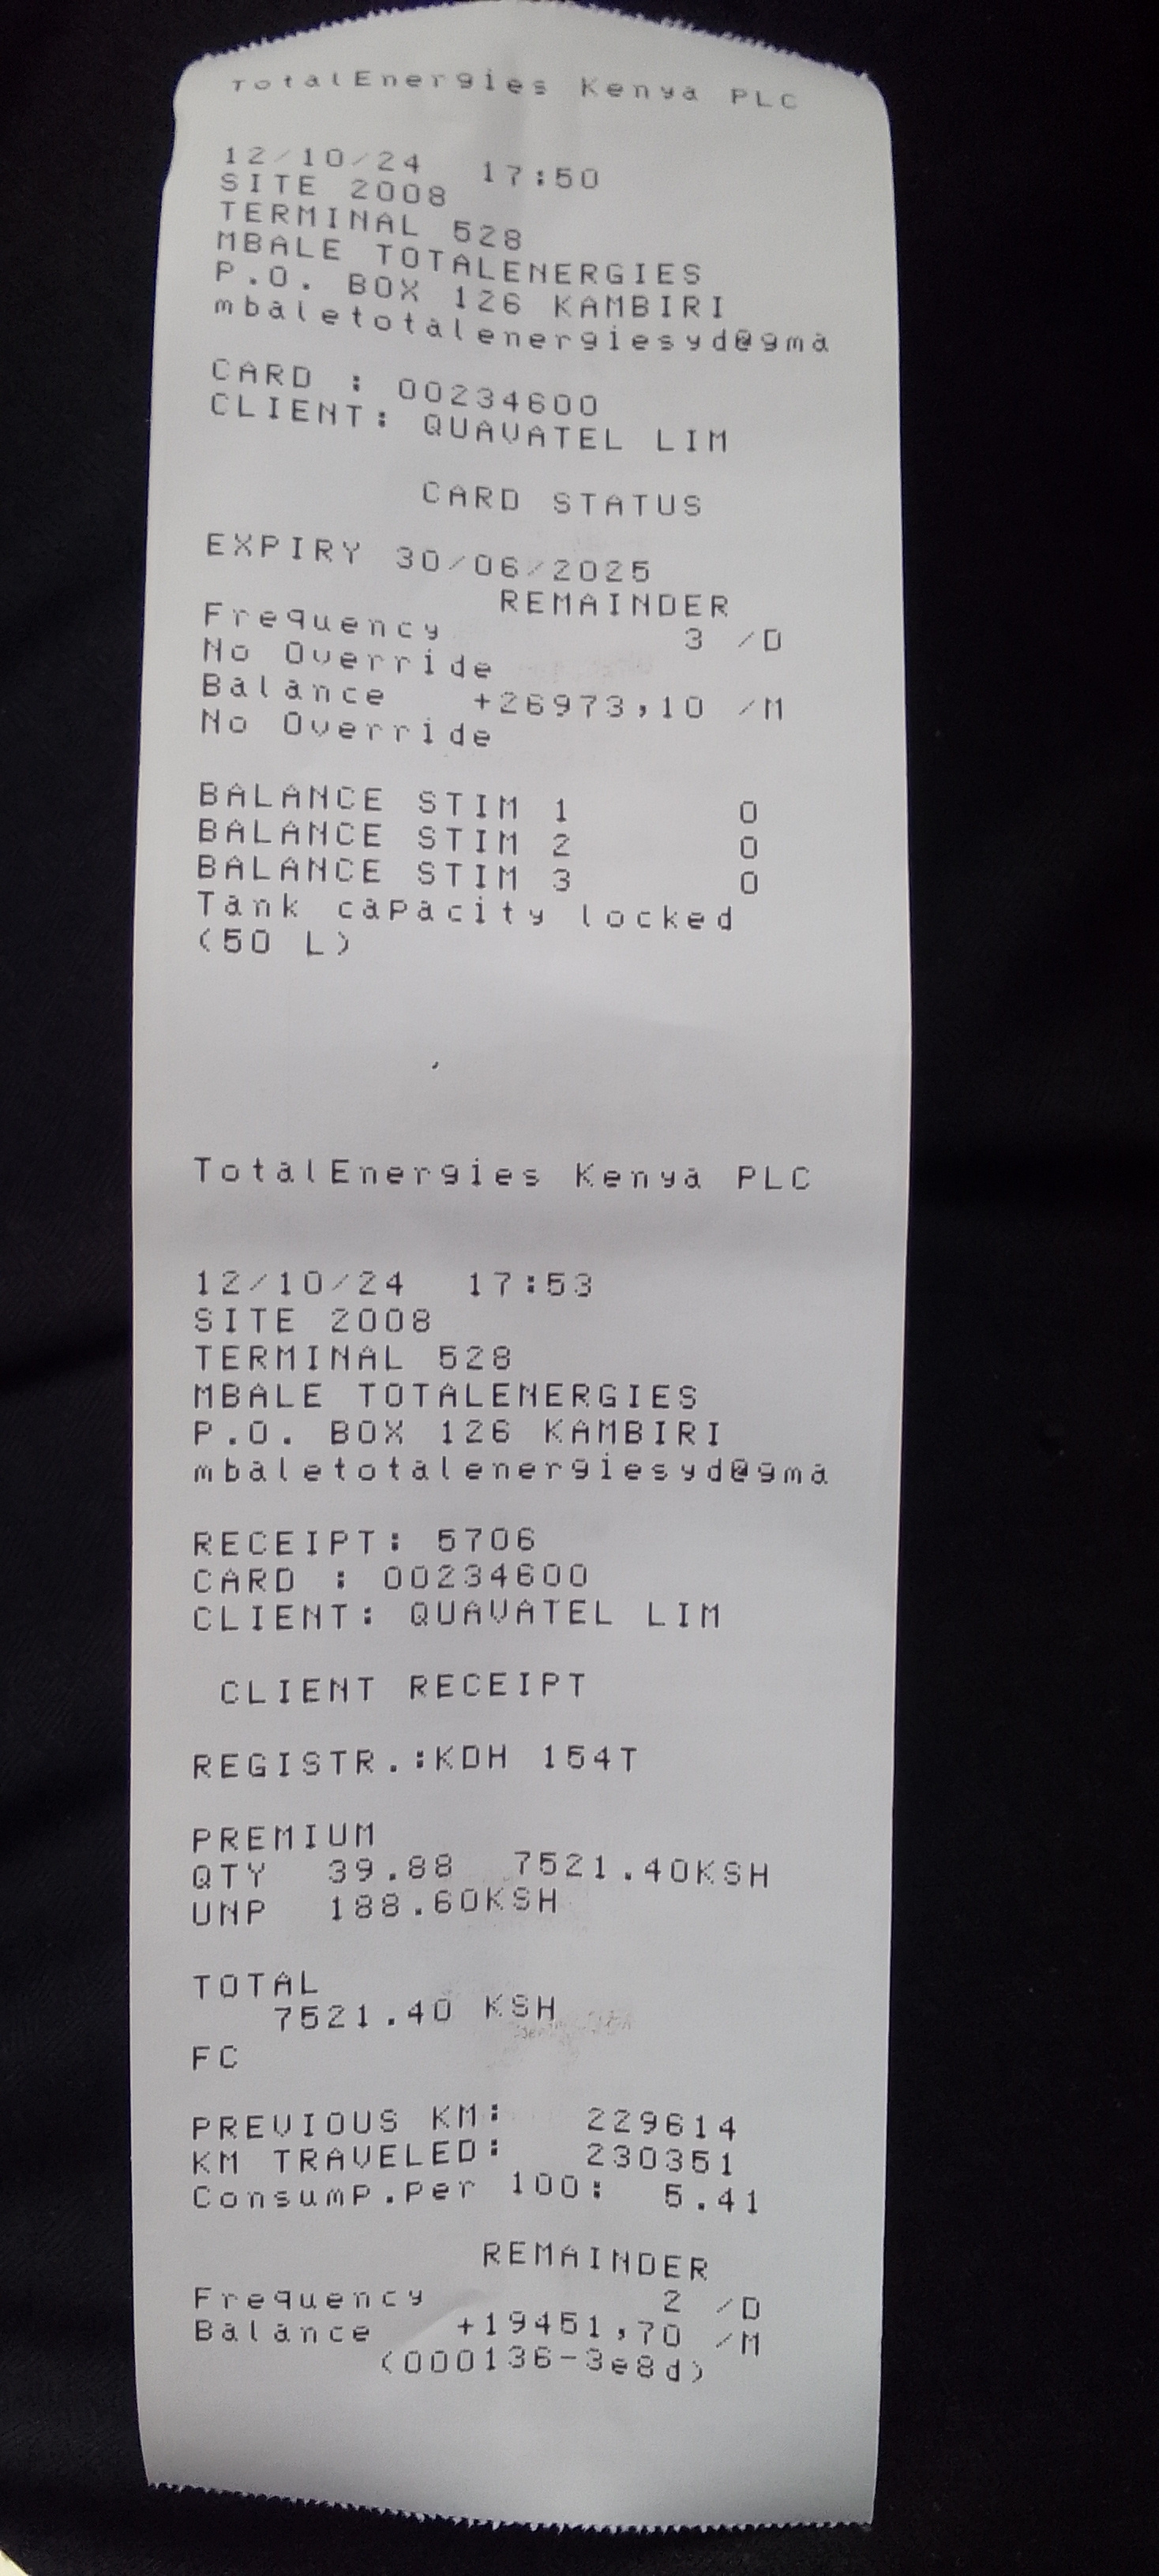 TotalEnergies Kenya PLC
12/10/24 17:50
SITE 2008
TERMINAL 528
MBALE TOTALENERGIES
P.O. BOX 126 KAMBIRI
mbaletotalenergiesyd@gma
CARD : 00234600
CLIENT: QUAVATEL LIM
CARD STATUS
EXPIRY 30/06/2025
REMAINDER
Frequency 3 /D
No Override
Balance +26973,10 /M
No Override
BALANCE STIM 1 0
BALANCE STIM 2 0
BALANCE STIM 3 0
Tank capacity locked
(50 L)
TotalEnergies Kenya PLC
12/10/24 17:53
SITE 2008
TERMINAL 528
MBALE TOTALENERGIES
P.O. BOX 126 KAMBIRI
mbaletotalenergiesyd@gma
RECEIPT: 5706
CARD : 00234600
CLIENT: QUAVATEL LIM
CLIENT RECEIPT
REGISTR.:KDH 154T
PREMIUM
QTY 39.88 7521.40KSH
UNP 188.60KSH
TOTAL
7521.40 KSH
FC
PREVIOUS KM: 229614
KM TRAVELED: 230351
Consump.per 100: 5.41
REMAINDER
Frequency 2 /D
Balance +19451,70 /M
(000136-3e8d)